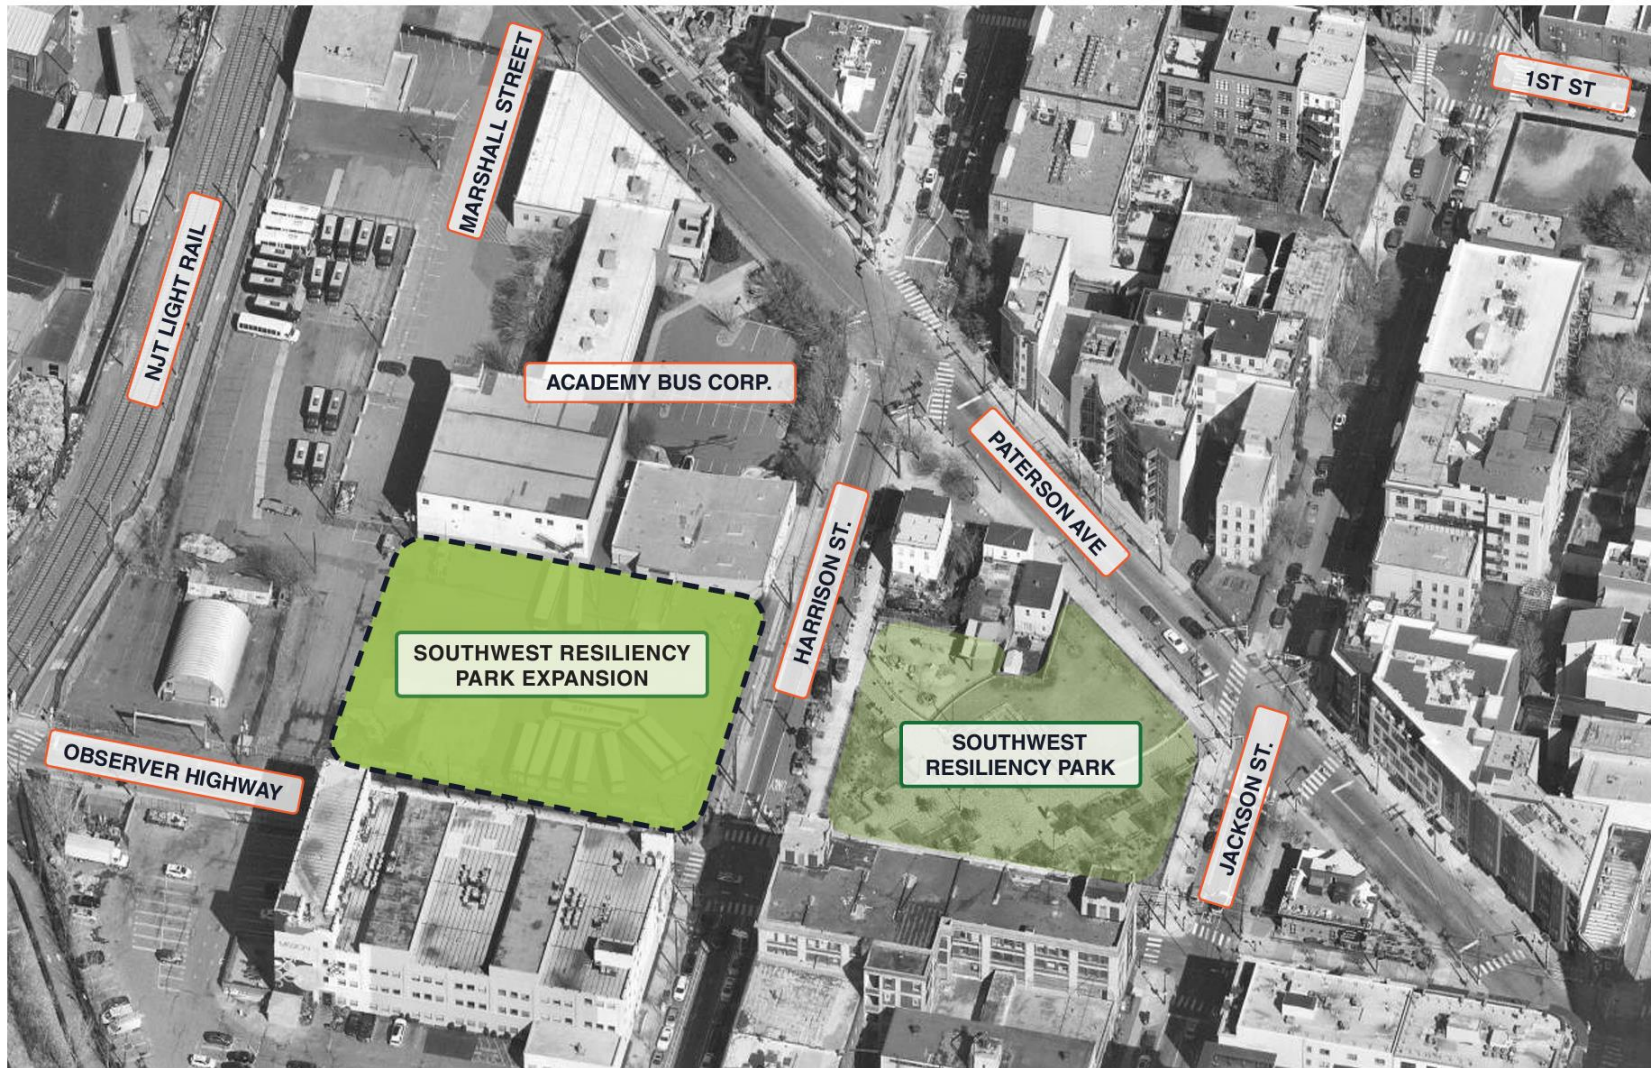 1ST ST
MARSHALL STREET
NJT LIGHT RAIL
ACADEMY BUS CORP.
PATERSON AVE
HARRISON ST.
SOUTHWEST RESILIENCY
PARK EXPANSION
SOUTHWEST
RESILIENCY PARK
OBSERVER HIGHWAY
JACKSON ST.